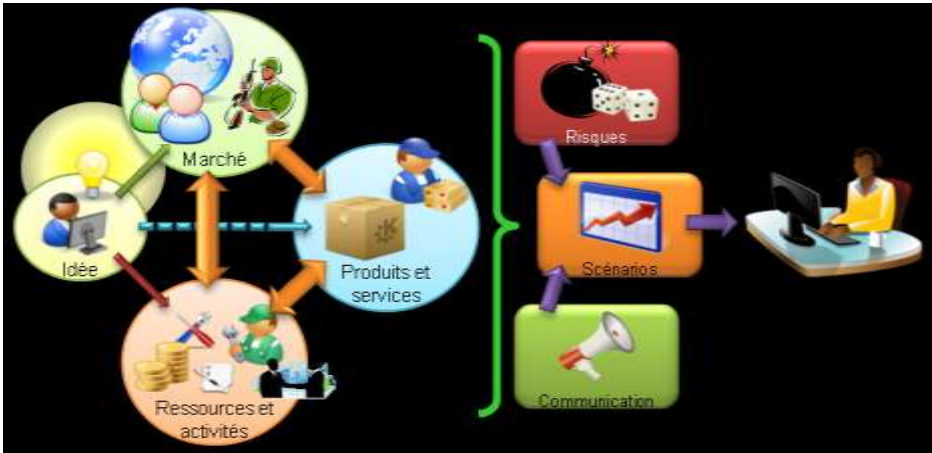 Marché
Idée
Produits et
services
Ressources et
activités
Risques
Scénarios
Communication